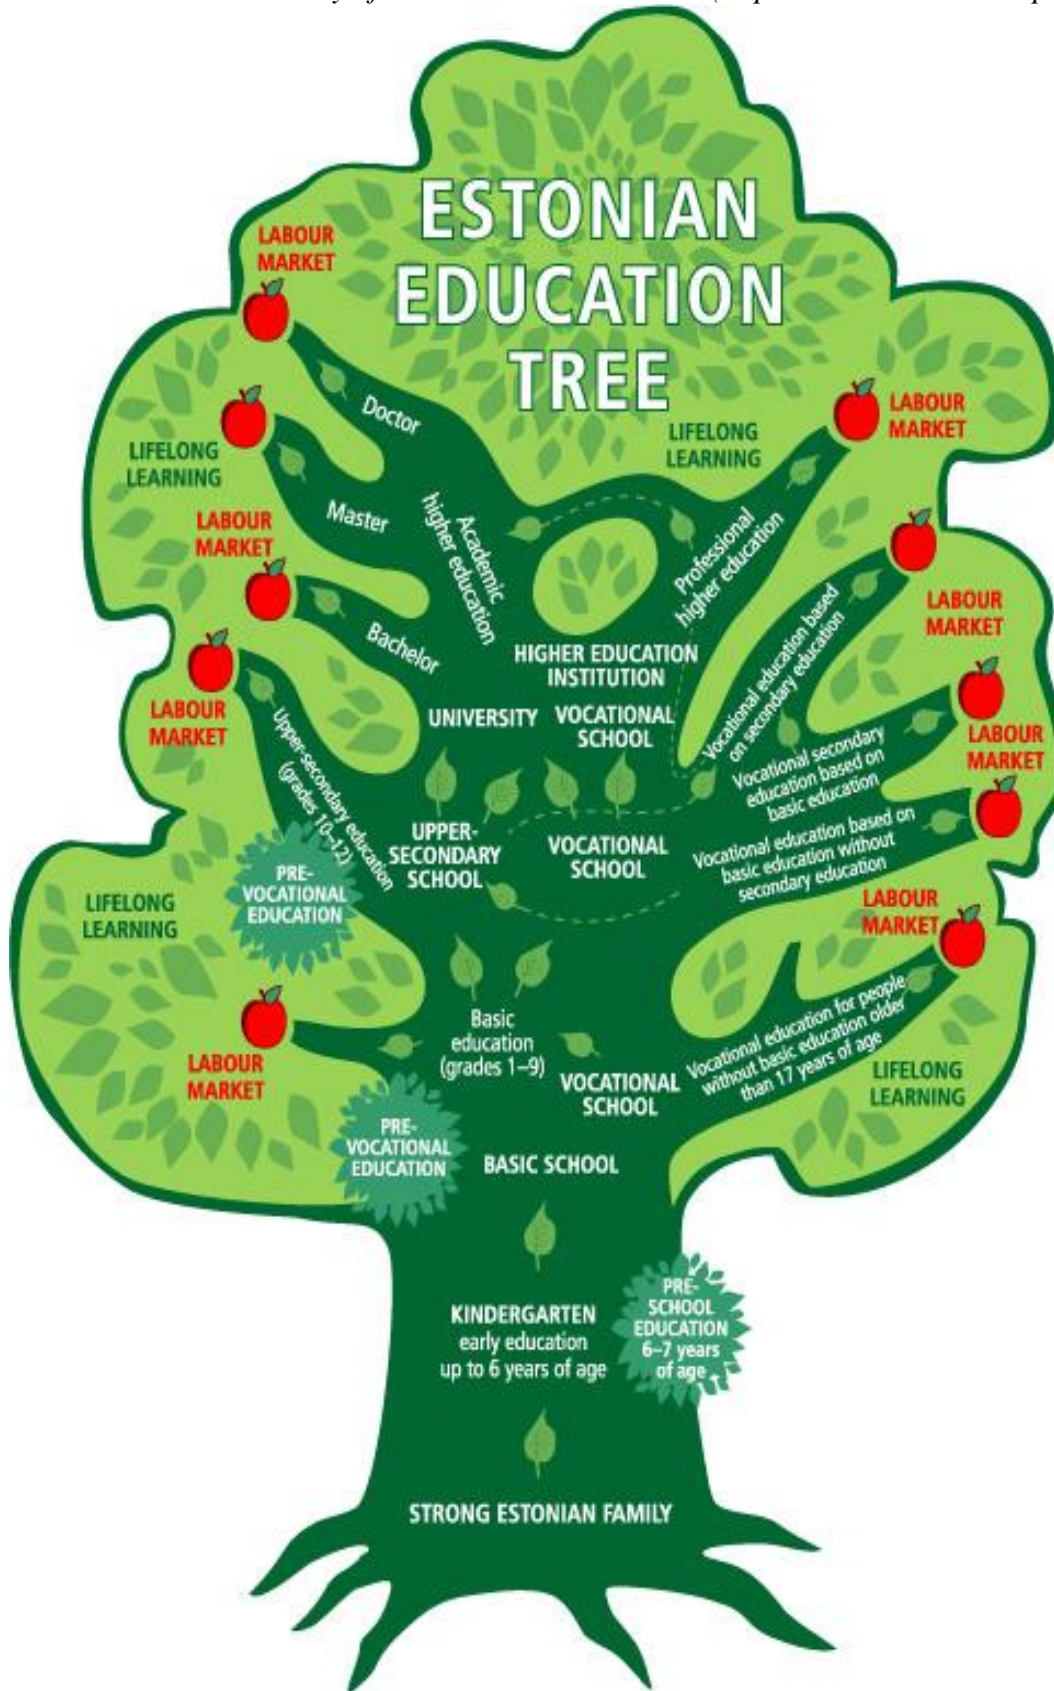 ESTONIAN
EDUCATION
TREE
LABOUR
MARKET
Doctor
LIFELONG
LEARNING
LABOUR
MARKET
LIFELONG
LEARNING
Master
Academic
higher education
Professional
higher education
LABOUR
MARKET
Bachelor
HIGHER EDUCATION
INSTITUTION
Vocational education based
on secondary education
LABOUR
MARKET
LABOUR
MARKET
UNIVERSITY
VOCATIONAL
SCHOOL
Upper-secondary education
(grades 10–12)
Vocational secondary
education based on
basic education
LABOUR
MARKET
UPPER-
SECONDARY
SCHOOL
VOCATIONAL
SCHOOL
Vocational education based on
basic education without
secondary education
PRE-
VOCATIONAL
EDUCATION
LIFELONG
LEARNING
LABOUR
MARKET
Basic
education
(grades 1–9)
LABOUR
MARKET
VOCATIONAL
SCHOOL
Vocational education for people
without basic education older
than 17 years of age
LIFELONG
LEARNING
PRE-
VOCATIONAL
EDUCATION
BASIC SCHOOL
KINDERGARTEN
early education
up to 6 years of age
PRE-
SCHOOL
EDUCATION
6–7 years
of age
STRONG ESTONIAN FAMILY